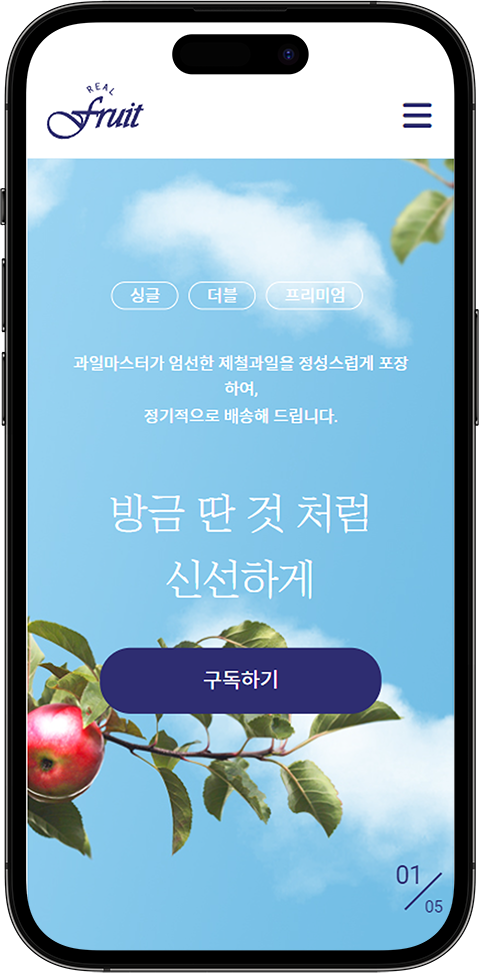 REAL
Fruit
싱글 더블 프리미엄
과일마스터가 엄선한 제철과일을 정성스럽게 포장
하여,
정기적으로 배송해 드립니다.
방금 딴 것 처럼
신선하게
구독하기
01
05